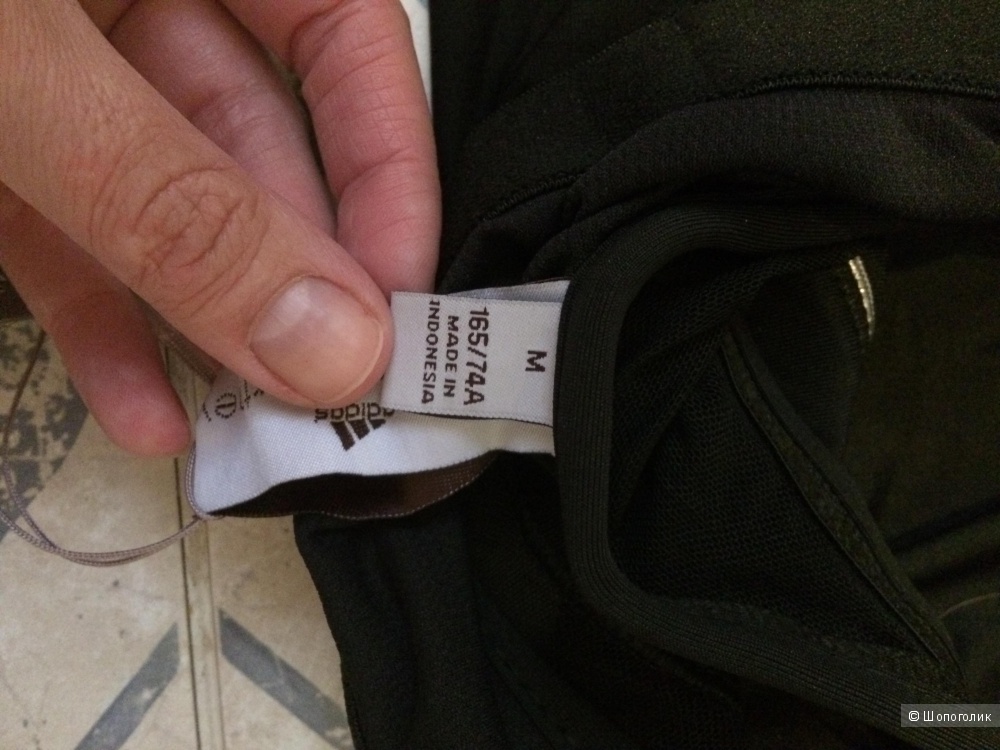 M
165/74A
MADE IN
INDONESIA
adidas
© Шопоголик